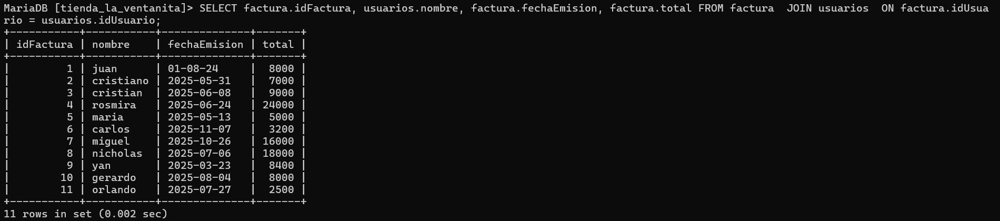 MariaDB [tienda_la_ventanita]> SELECT factura.idFactura, usuarios.nombre, factura.fechaEmision, factura.total FROM factura  JOIN usuarios  ON factura.idUsua
rio = usuarios.idUsuario;
+-----------+-----------+--------------+-------+
| idFactura | nombre    | fechaEmision | total |
+-----------+-----------+--------------+-------+
|         1 | juan      | 01-08-24     |  8000 |
|         2 | cristiano | 2025-05-31   |  7000 |
|         3 | cristian  | 2025-06-08   |  9000 |
|         4 | rosmira   | 2025-06-24   | 24000 |
|         5 | maria     | 2025-05-13   |  5000 |
|         6 | carlos    | 2025-11-07   |  3200 |
|         7 | miguel    | 2025-10-26   | 16000 |
|         8 | nicholas  | 2025-07-06   | 18000 |
|         9 | yan       | 2025-03-23   |  8400 |
|        10 | gerardo   | 2025-08-04   |  8000 |
|        11 | orlando   | 2025-07-27   |  2500 |
+-----------+-----------+--------------+-------+
11 rows in set (0.002 sec)